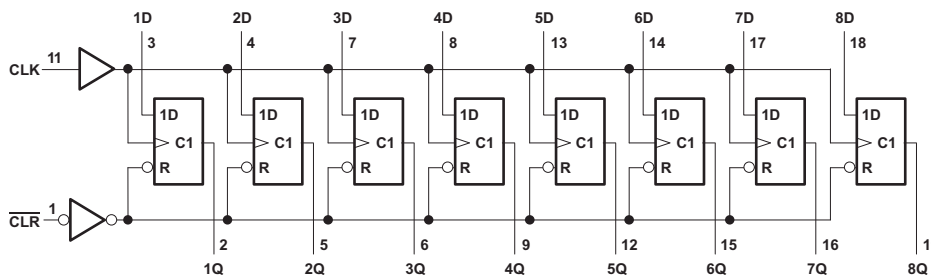 1D 2D 3D 4D 5D 6D 7D 8D
3 4 7 8 13 14 17 18
CLK 11
1D 1D 1D 1D 1D 1D 1D 1D
C1 C1 C1 C1 C1 C1 C1 C1
R R R R R R R R
CLR 1
2 5 6 9 12 15 16 1
1Q 2Q 3Q 4Q 5Q 6Q 7Q 8Q